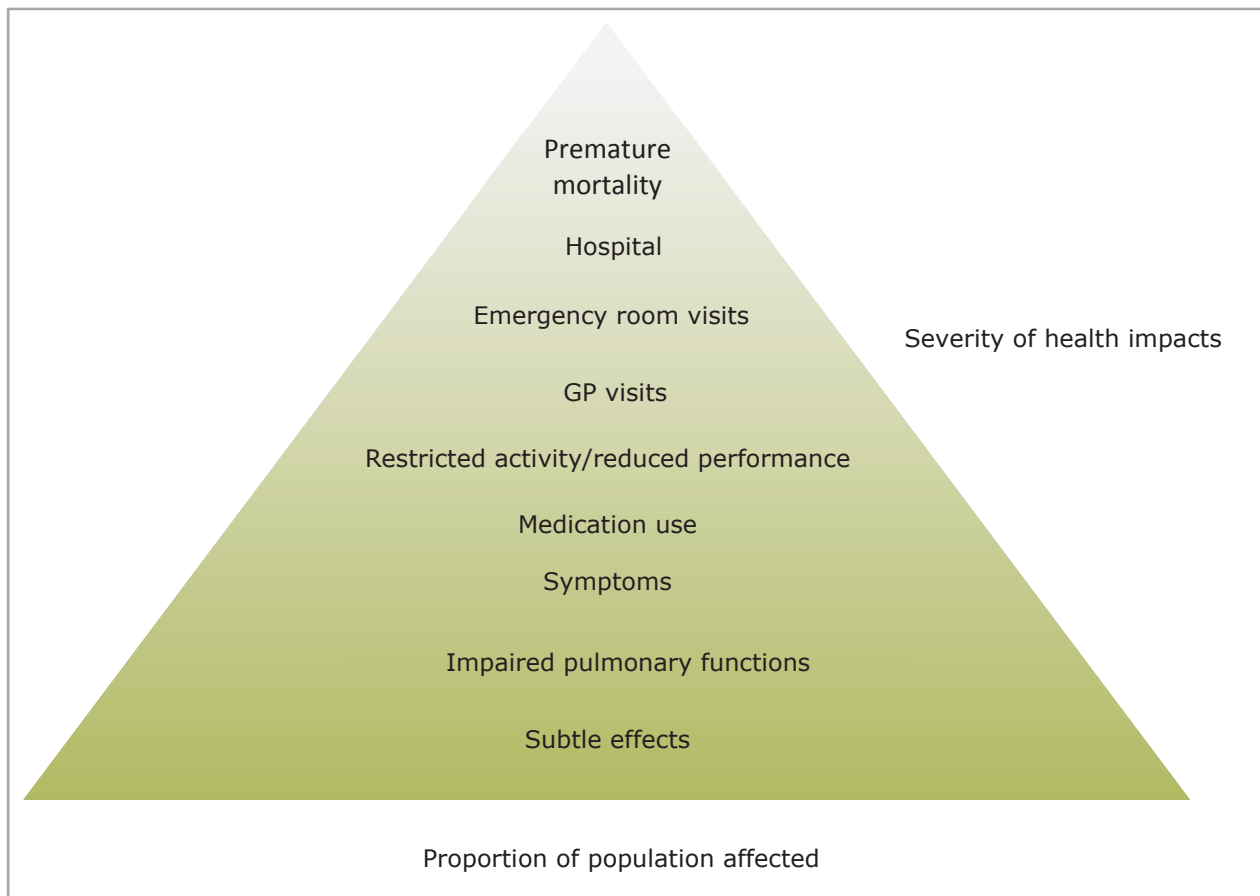 Premature
mortality
Hospital
Emergency room visits
Severity of health impacts
GP visits
Restricted activity/reduced performance
Medication use
Symptoms
Impaired pulmonary functions
Subtle effects
Proportion of population affected